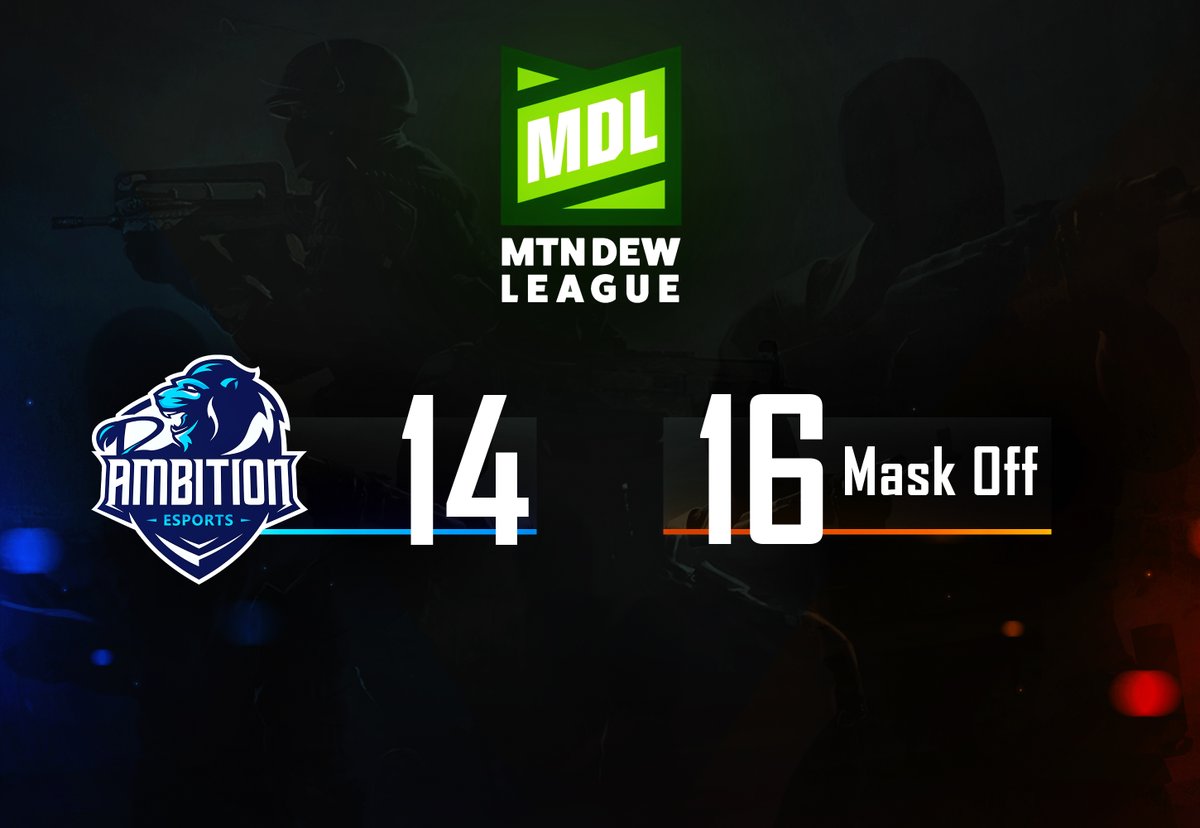 MDL
MTN DEW
LEAGUE
AMBITION
ESPORTS
14
16 Mask Off